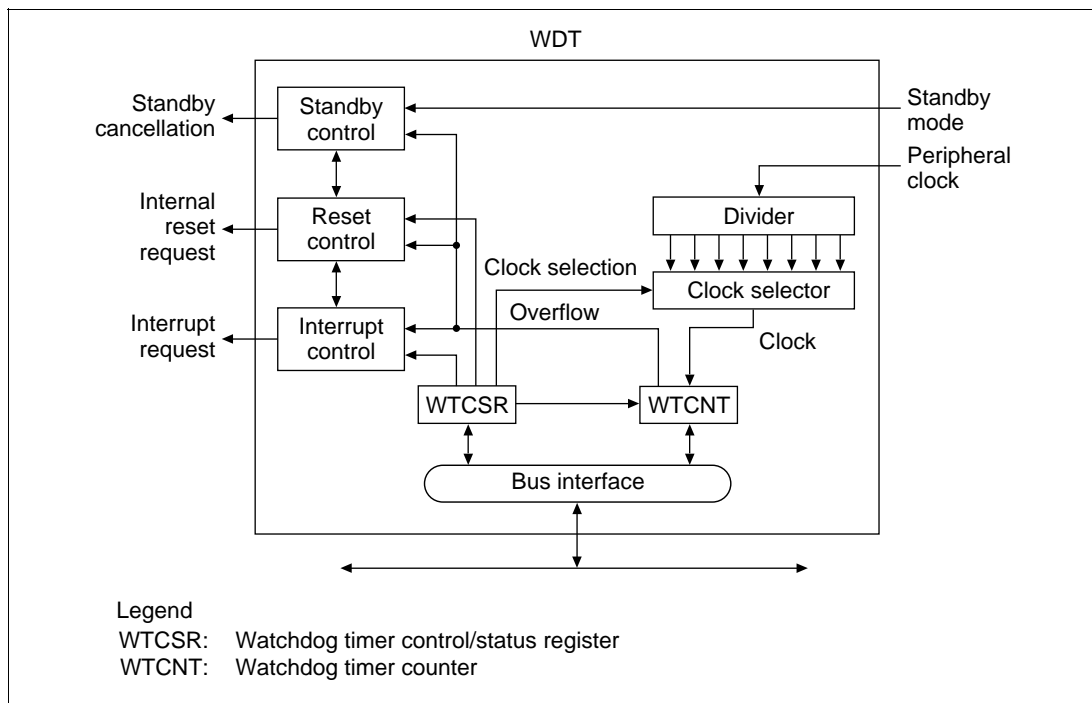 WDT
Standby
cancellation
Standby
control
Standby
mode
Peripheral
clock
Internal
reset
request
Reset
control
Divider
Clock selection
Clock selector
Overflow
Interrupt
request
Interrupt
control
Clock
WTCSR
WTCNT
Bus interface
Legend
WTCSR: Watchdog timer control/status register
WTCNT: Watchdog timer counter